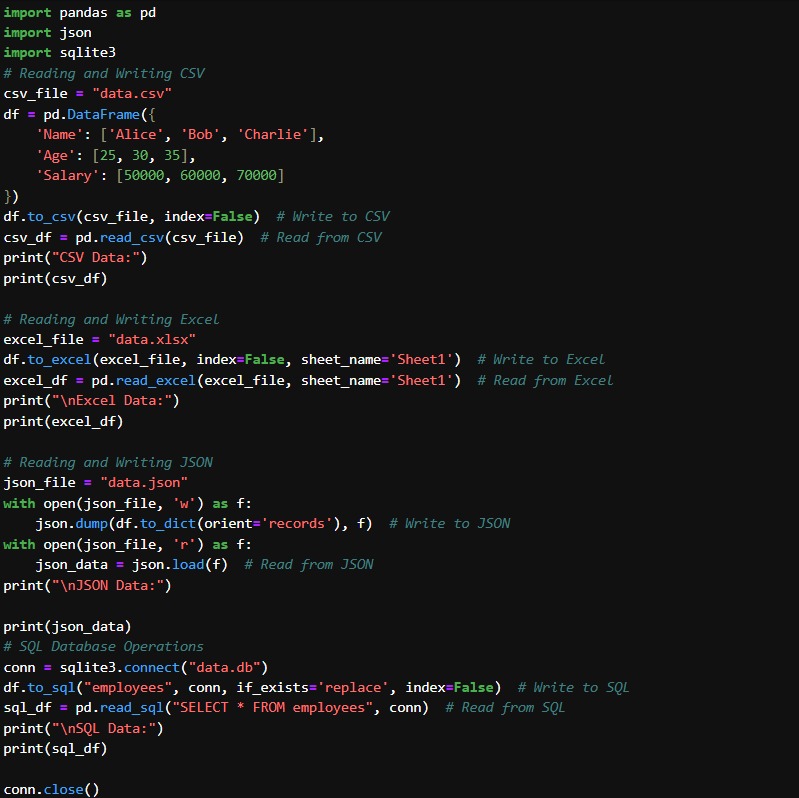 import pandas as pd
import json
import sqlite3
# Reading and Writing CSV
csv_file = "data.csv"
df = pd.DataFrame({
    'Name': ['Alice', 'Bob', 'Charlie'],
    'Age': [25, 30, 35],
    'Salary': [50000, 60000, 70000]
})
df.to_csv(csv_file, index=False)  # Write to CSV
csv_df = pd.read_csv(csv_file)  # Read from CSV
print("CSV Data:")
print(csv_df)

# Reading and Writing Excel
excel_file = "data.xlsx"
df.to_excel(excel_file, index=False, sheet_name='Sheet1')  # Write to Excel
excel_df = pd.read_excel(excel_file, sheet_name='Sheet1')  # Read from Excel
print("\nExcel Data:")
print(excel_df)

# Reading and Writing JSON
json_file = "data.json"
with open(json_file, 'w') as f:
    json.dump(df.to_dict(orient='records'), f)  # Write to JSON
with open(json_file, 'r') as f:
    json_data = json.load(f)  # Read from JSON
print("\nJSON Data:")

print(json_data)
# SQL Database Operations
conn = sqlite3.connect("data.db")
df.to_sql("employees", conn, if_exists='replace', index=False)  # Write to SQL
sql_df = pd.read_sql("SELECT * FROM employees", conn)  # Read from SQL
print("\nSQL Data:")
print(sql_df)

conn.close()